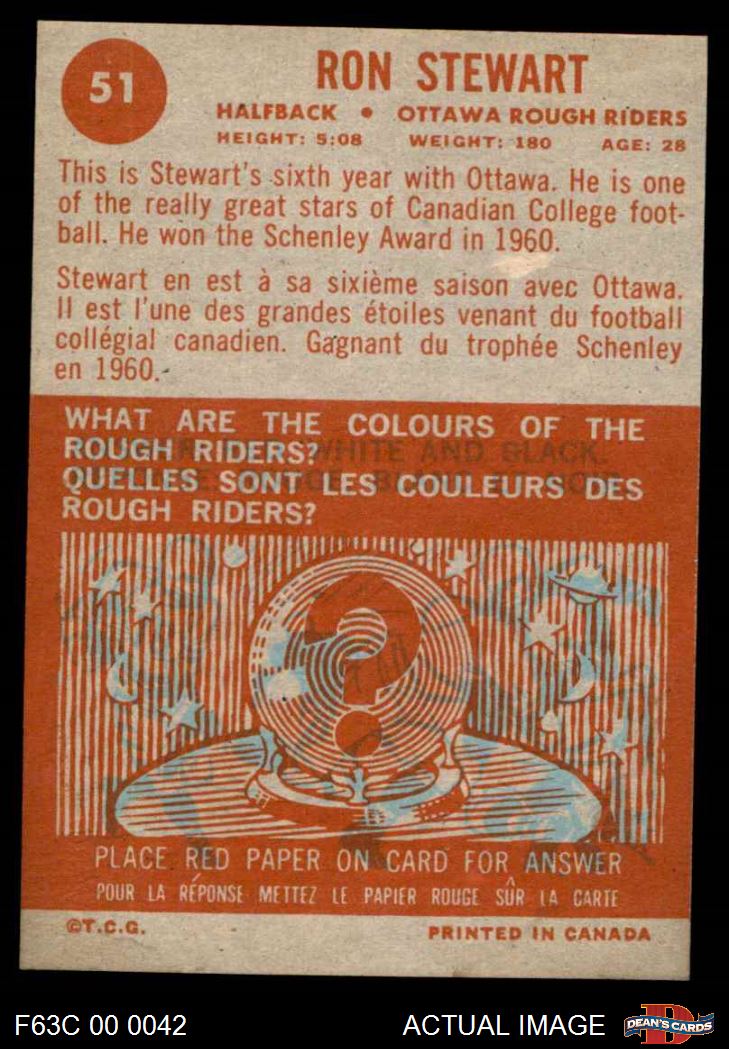 51
RON STEWART
HALFBACK • OTTAWA ROUGH RIDERS
HEIGHT: 5:08 WEIGHT: 180 AGE: 28
This is Stewart's sixth year with Ottawa. He is one
of the really great stars of Canadian College foot-
ball. He won the Schenley Award in 1960.
Stewart en est à sa sixième saison avec Ottawa.
Il est l'une des grandes étoiles venant du football
collégial canadien. Gagnant du trophée Schenley
en 1960.
WHAT ARE THE COLOURS OF THE
ROUGH RIDERS?
WHITE AND BLACK.
QUELLES SONT LES COULEURS DES
ROUGH RIDERS?
?
PLACE RED PAPER ON CARD FOR ANSWER
POUR LA RÉPONSE METTEZ LE PAPIER ROUGE SÛR LA CARTE
©T.C.G. PRINTED IN CANADA
F63C 00 0042 ACTUAL IMAGE
D
DEAN'S CARDS